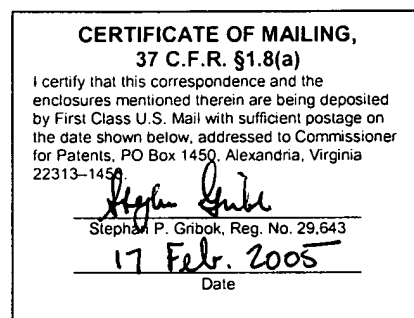 CERTIFICATE OF MAILING,
37 C.F.R. §1.8(a)
I certify that this correspondence and the
enclosures mentioned therein are being deposited
by First Class U.S. Mail with sufficient postage on
the date shown below, addressed to Commissioner
for Patents, PO Box 1450, Alexandria, Virginia
22313–1450.
Stephan Gribok
Stephan P. Gribok, Reg. No. 29,643
17 Feb. 2005
Date